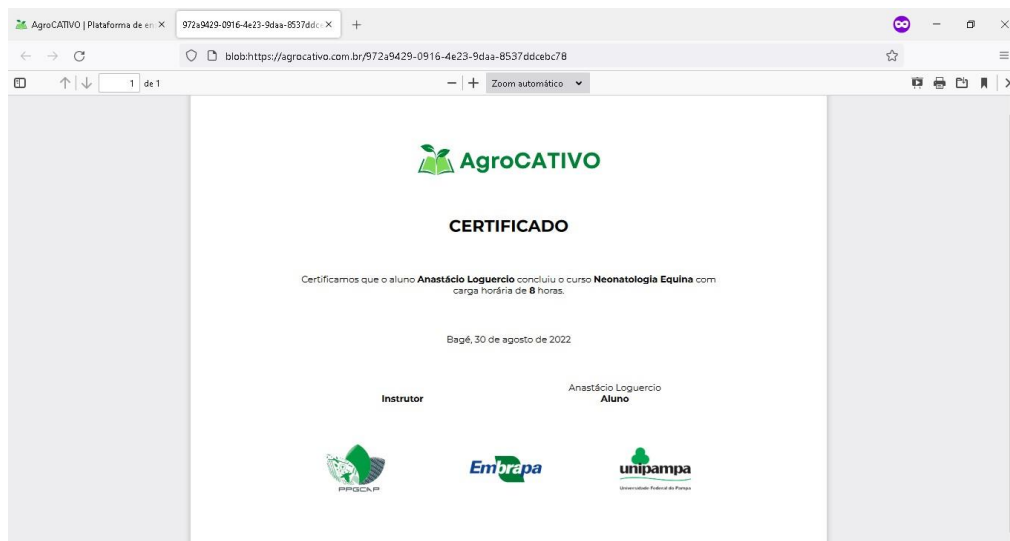 AgroCATIVO | Plataforma de en
972a9429-0916-4e23-9daa-8537ddce
blob:https://agrocativo.com.br/972a9429-0916-4e23-9daa-8537ddcebc78
1 de 1
Zoom automático
AgroCATIVO
CERTIFICADO
Certificamos que o aluno Anastácio Loguercio concluiu o curso Neonatologia Equina com
carga horária de 8 horas.
Bagé, 30 de agosto de 2022
Anastácio Loguercio
Instrutor
Aluno
PPGCAP
Embrapa
unipampa
Universidade Federal do Pampa